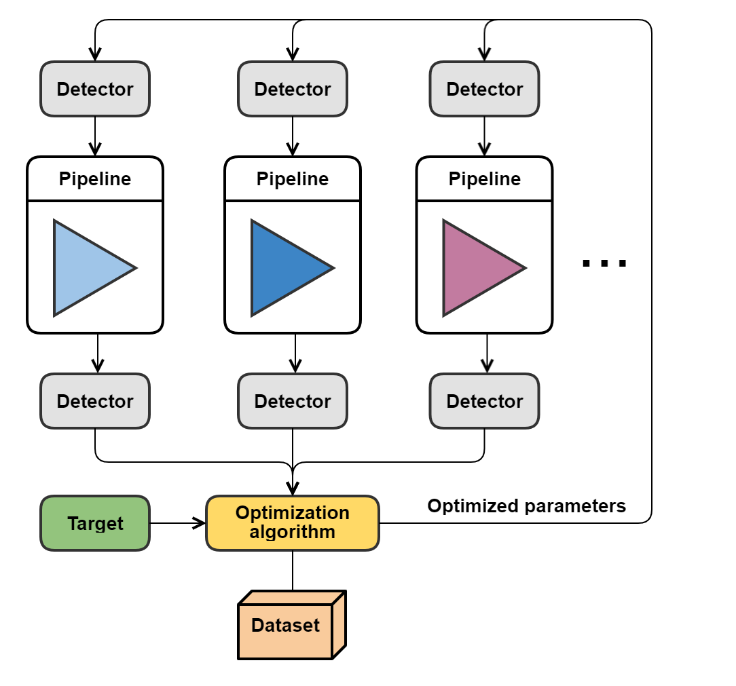 Detector
Detector
Detector
Pipeline
Pipeline
Pipeline
...
Detector
Detector
Detector
Target
Optimization
algorithm
Optimized parameters
Dataset